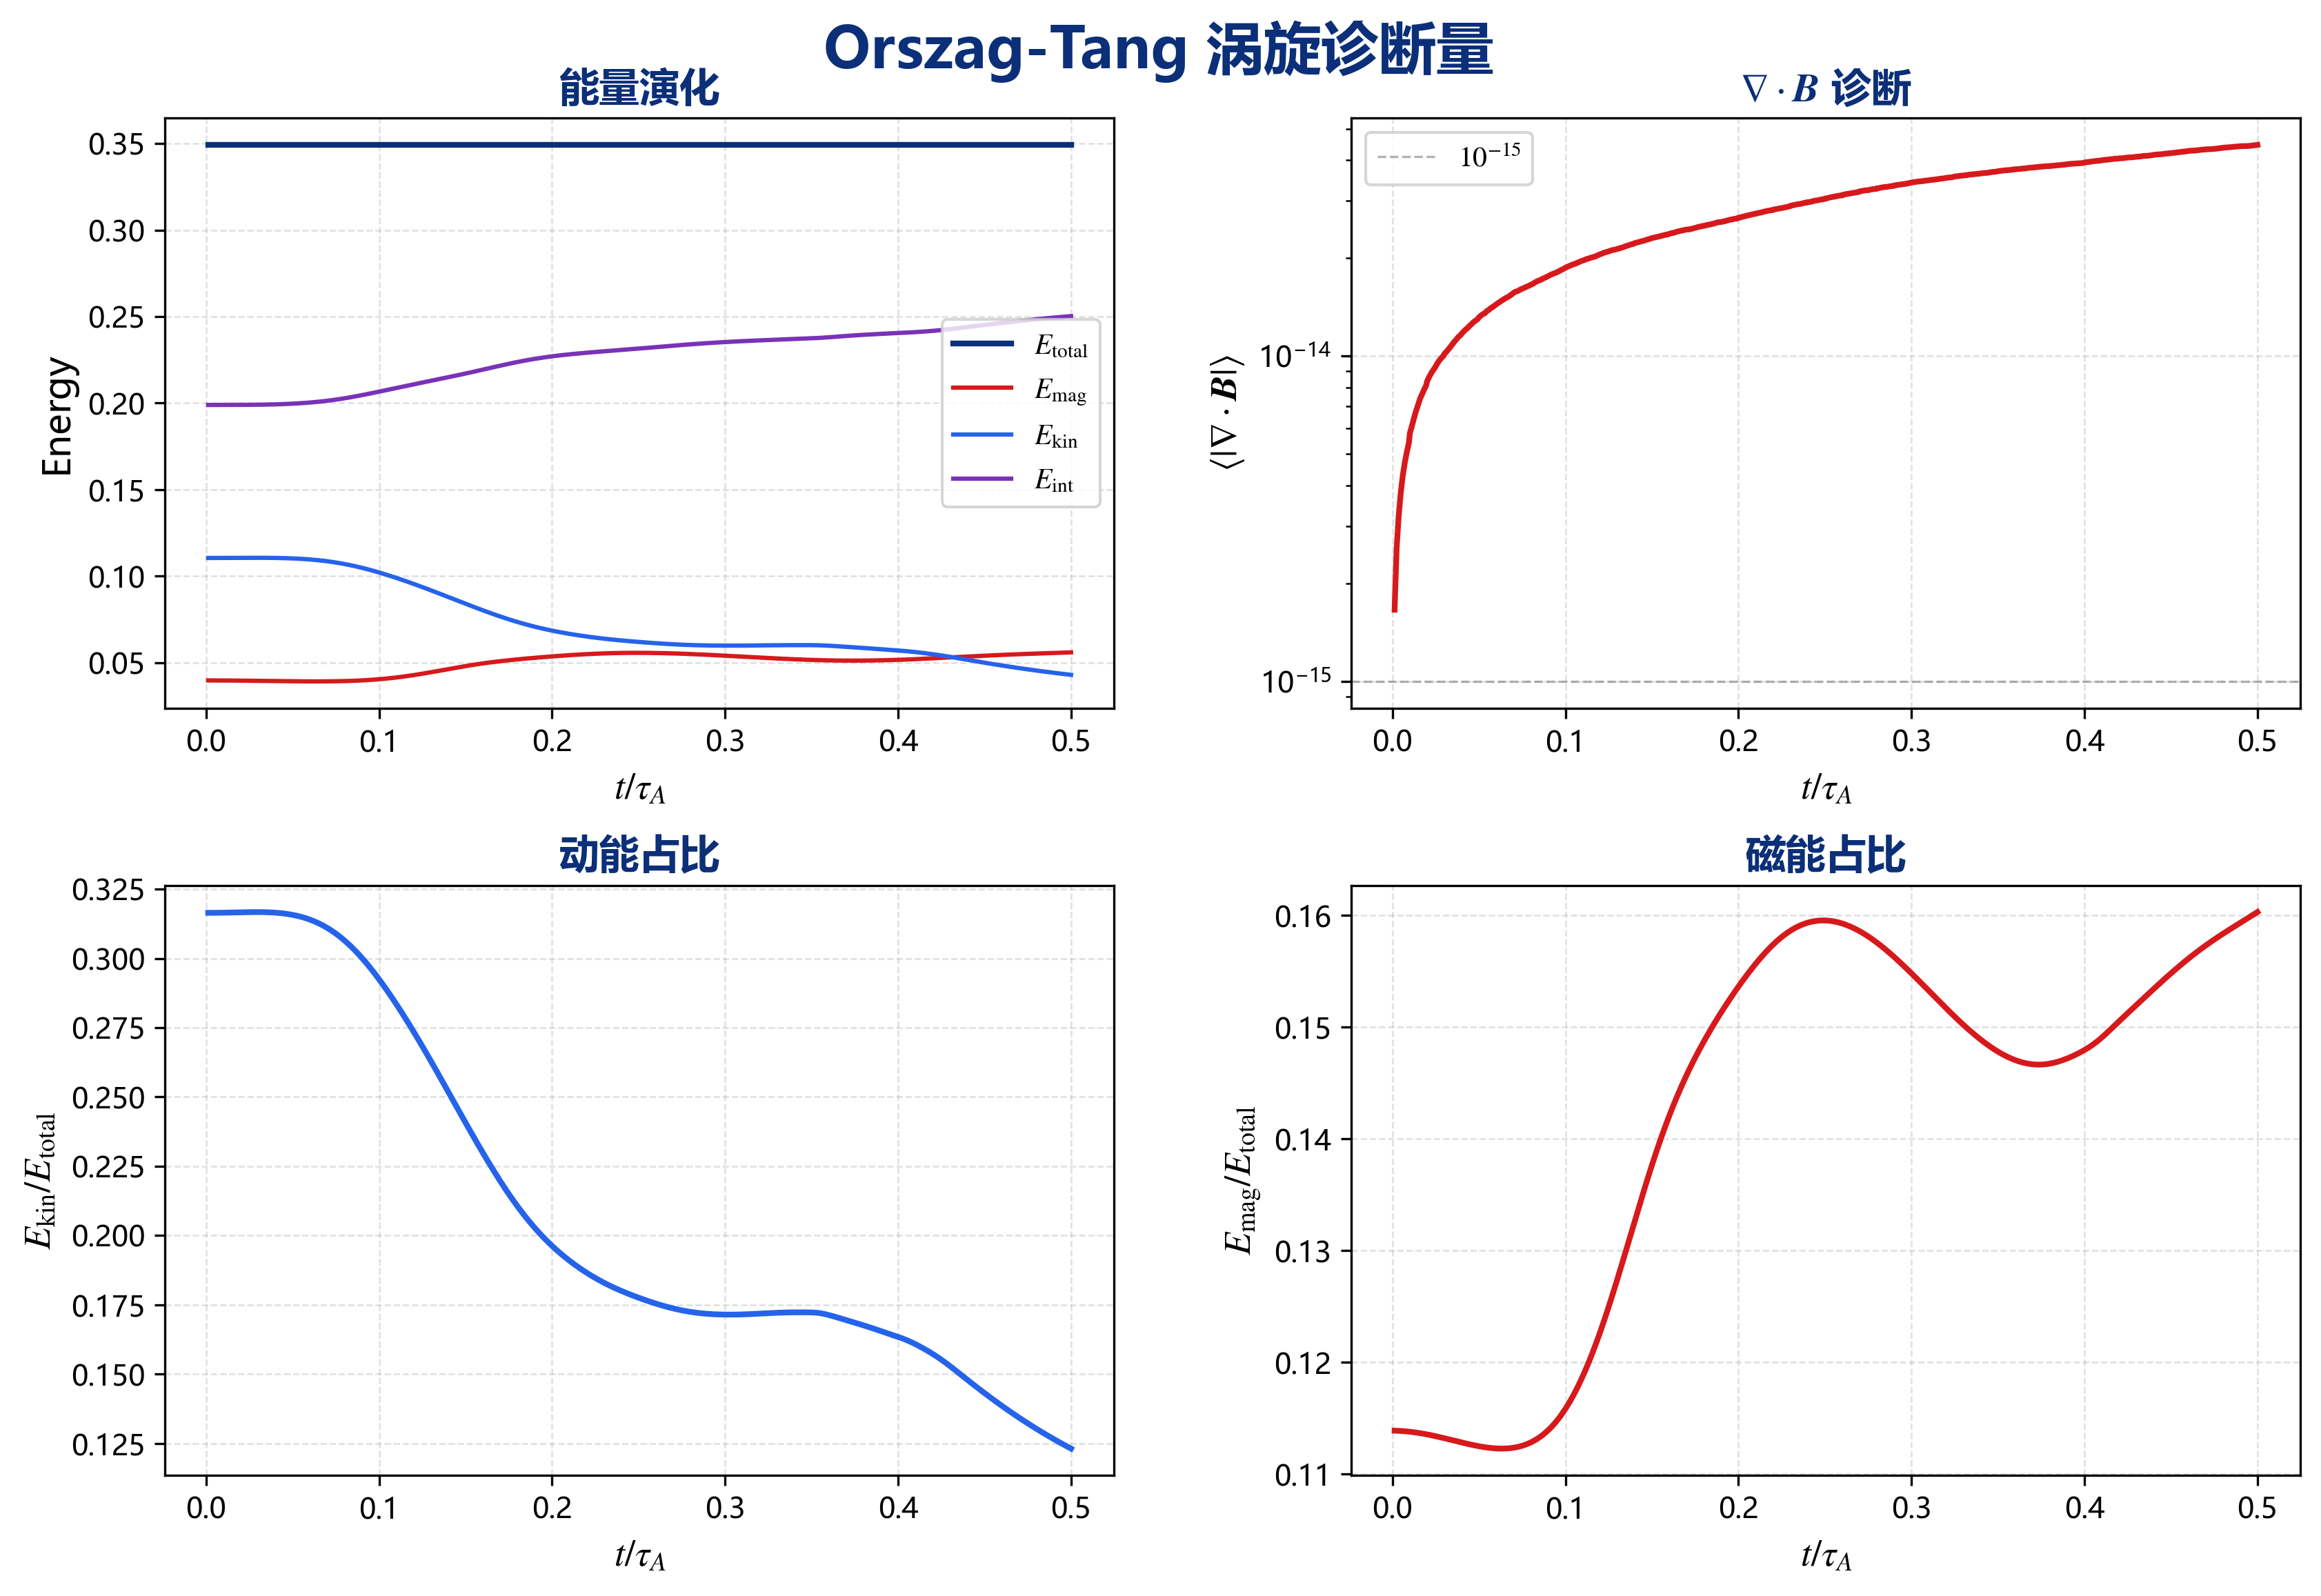 Orszag-Tang 涡旋诊断量
能量演化
Energy
0.35
0.30
0.25
0.20
0.15
0.10
0.05
E_total
E_mag
E_kin
E_int
0.0 0.1 0.2 0.3 0.4 0.5
t/τ_A
∇ · B 诊断
⟨|∇ · B|⟩
10⁻¹⁵
10⁻¹⁴
10⁻¹⁵
0.0 0.1 0.2 0.3 0.4 0.5
t/τ_A
动能占比
E_kin/E_total
0.325
0.300
0.275
0.250
0.225
0.200
0.175
0.150
0.125
0.0 0.1 0.2 0.3 0.4 0.5
t/τ_A
磁能占比
E_mag/E_total
0.16
0.15
0.14
0.13
0.12
0.11
0.0 0.1 0.2 0.3 0.4 0.5
t/τ_A